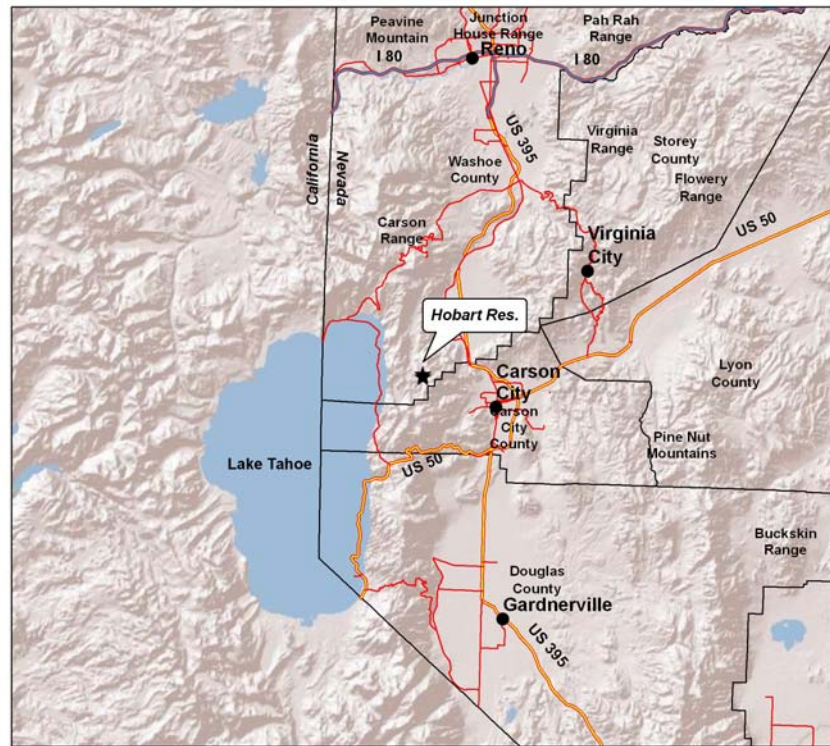 Peavine
Mountain
Junction
House Range
Pah Rah
Range
I 80
Reno
I 80
US 395
Virginia
Range
Storey
County
Flowery
Range
Washoe
County
California
Nevada
Carson
Range
Virginia
City
US 50
Hobart Res.
Carson
City
Carson
City
County
Lyon
County
Pine Nut
Mountains
Lake Tahoe
US 50
Buckskin
Range
Douglas
County
Gardnerville
US 395